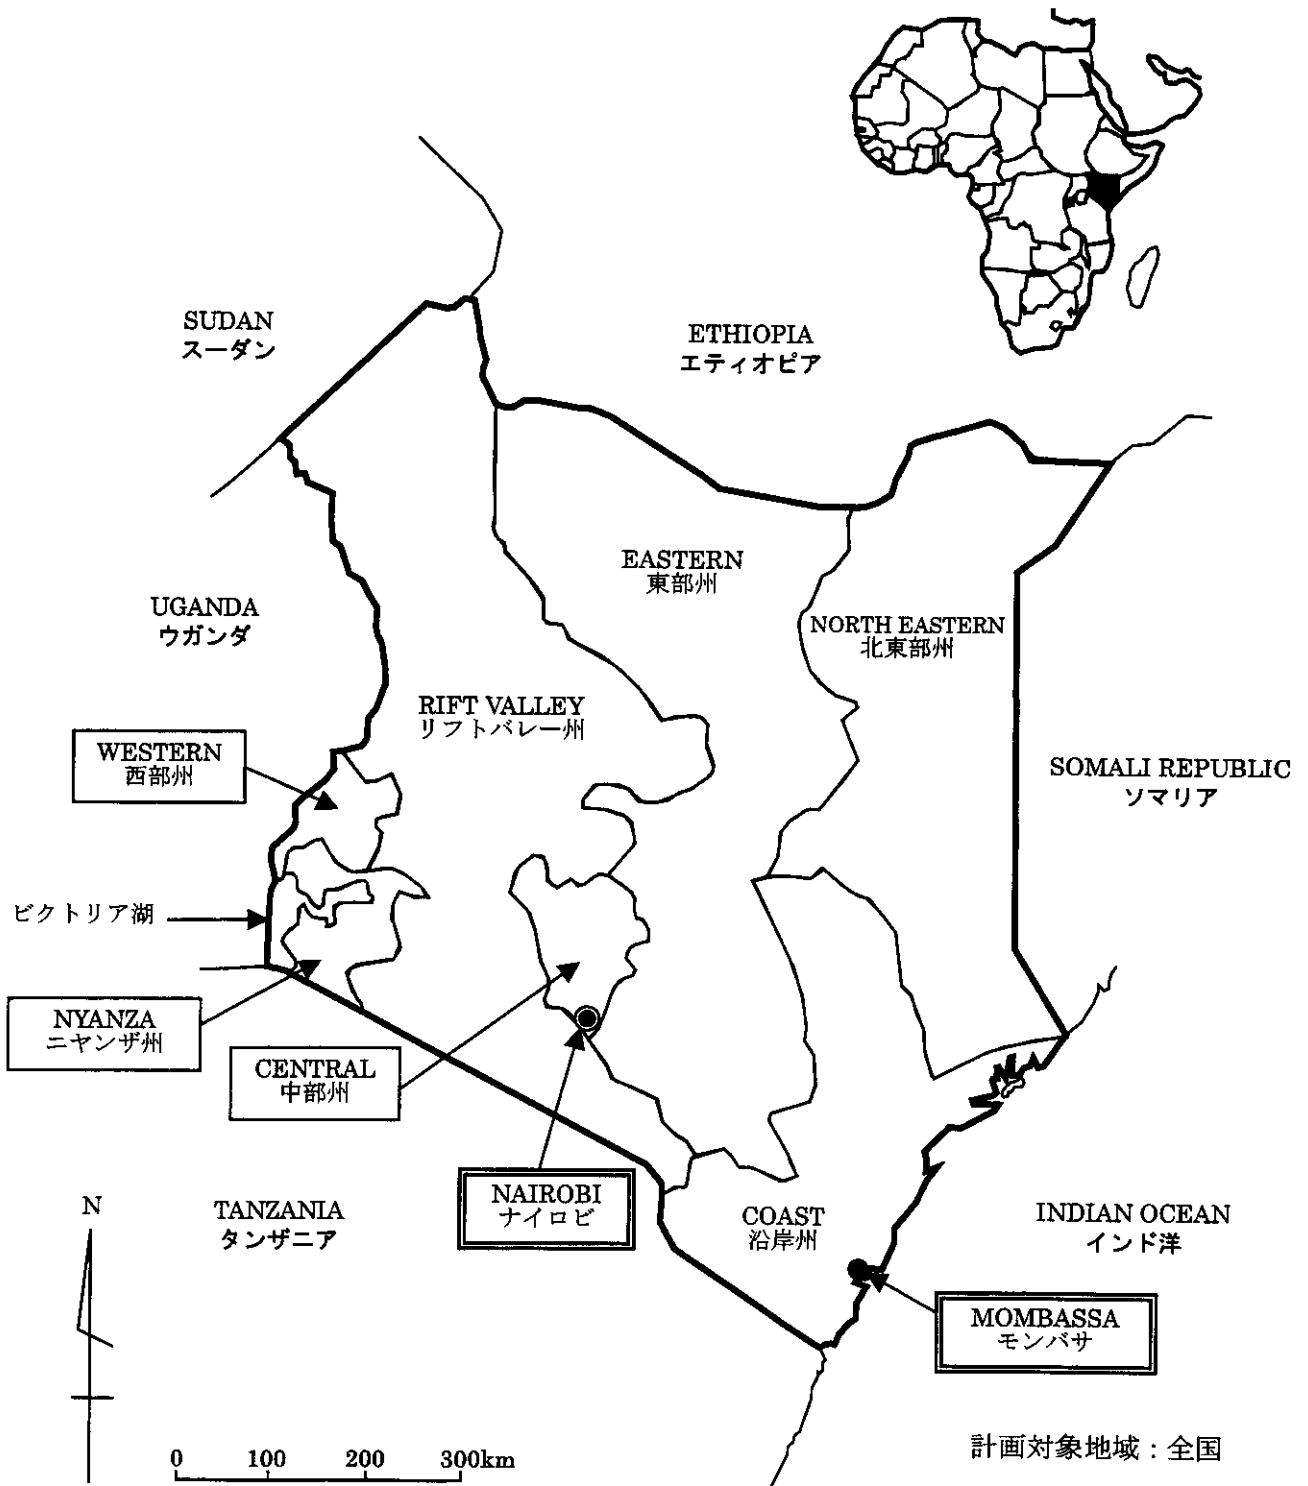 SUDAN
スーダン
ETHIOPIA
エティオピア
EASTERN
東部州
UGANDA
ウガンダ
NORTH EASTERN
北東部州
RIFT VALLEY
リフトバレー州
WESTERN
西部州
SOMALI REPUBLIC
ソマリア
ビクトリア湖
NYANZA
ニヤンザ州
CENTRAL
中部州
NAIROBI
ナイロビ
N
TANZANIA
タンザニア
COAST
沿岸州
INDIAN OCEAN
インド洋
MOMBASSA
モンバサ
計画対象地域：全国
0 100 200 300km